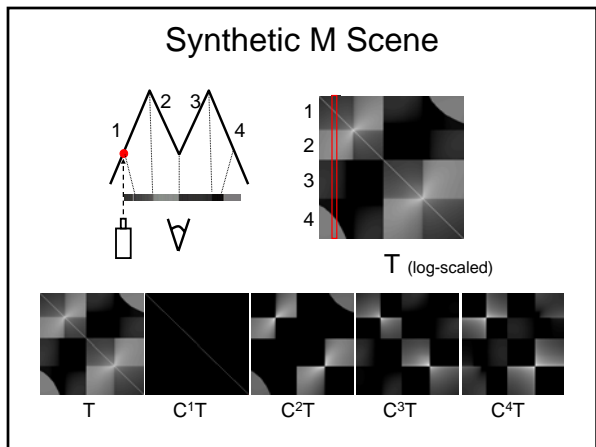 Synthetic M Scene
1 2 3 4
1
2
3
4
T (log-scaled)
T C¹T C²T C³T C⁴T